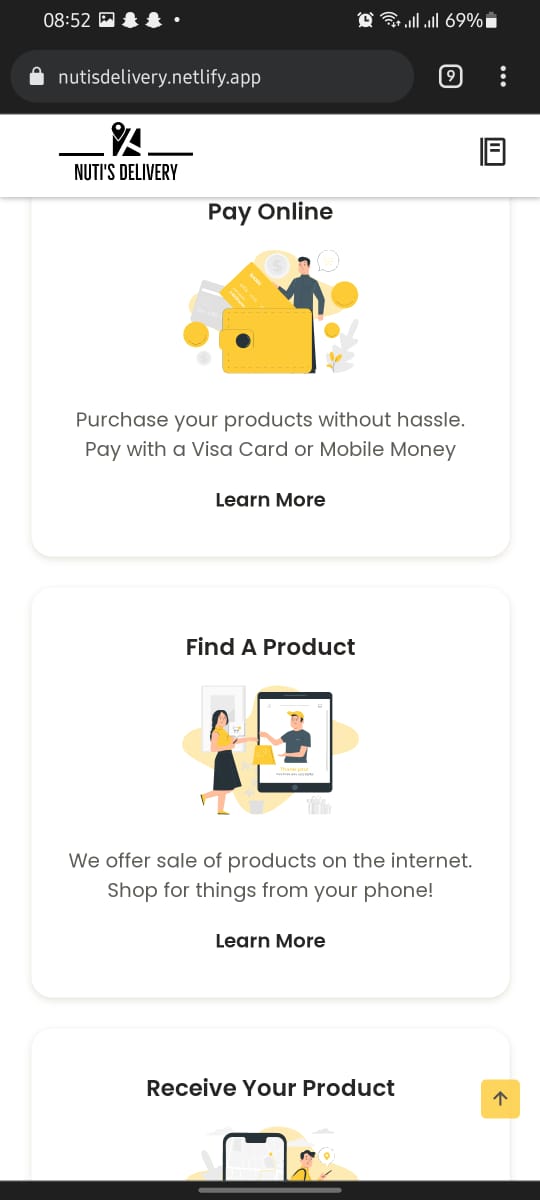 08:52
69%
nutisdelivery.netlify.app
9
NUTI'S DELIVERY
Pay Online
Purchase your products without hassle.
Pay with a Visa Card or Mobile Money
Learn More
Find A Product
We offer sale of products on the internet.
Shop for things from your phone!
Learn More
Receive Your Product